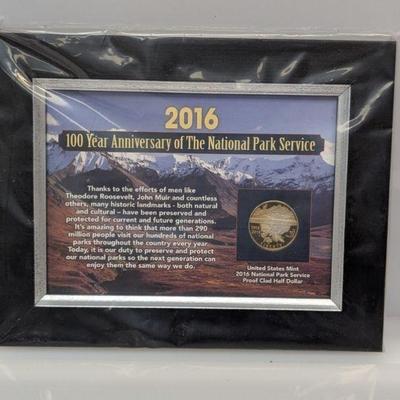 2016
100 Year Anniversary of The National Park Service
Thanks to the efforts of men like
Theodore Roosevelt, John Muir and countless
others, many historic landmarks - both natural
and cultural – have been preserved and
protected for current and future generations.
It's amazing to think that more than 290
million people visit our hundreds of national
parks throughout the country every year.
Today, it is our duty to preserve and protect
our national parks so the next generation can
enjoy them the same way we do.
United States Mint
2016 National Park Service
Proof Clad Half Dollar